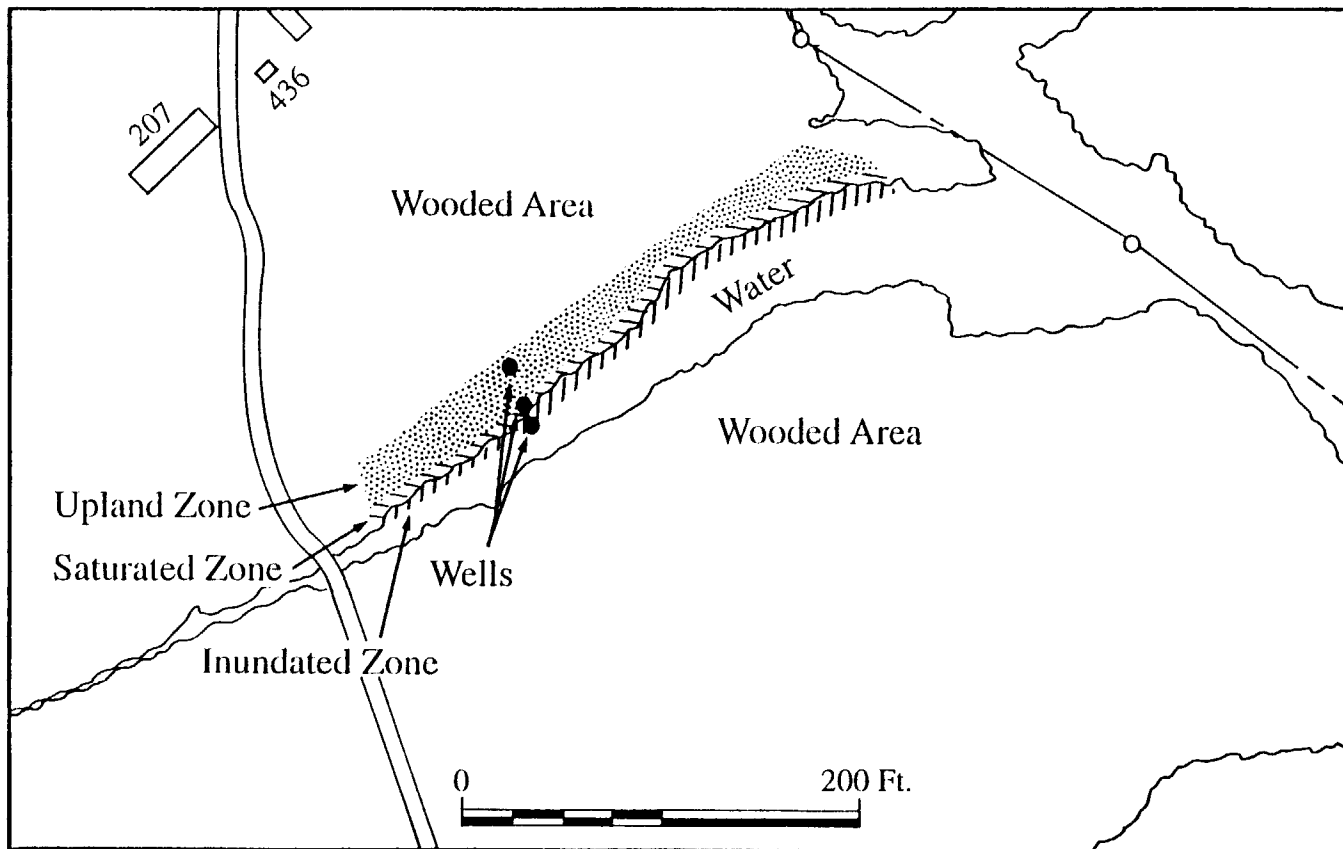 436
207
Wooded Area
Water
Wooded Area
Upland Zone
Saturated Zone
Wells
Inundated Zone
0 200 Ft.